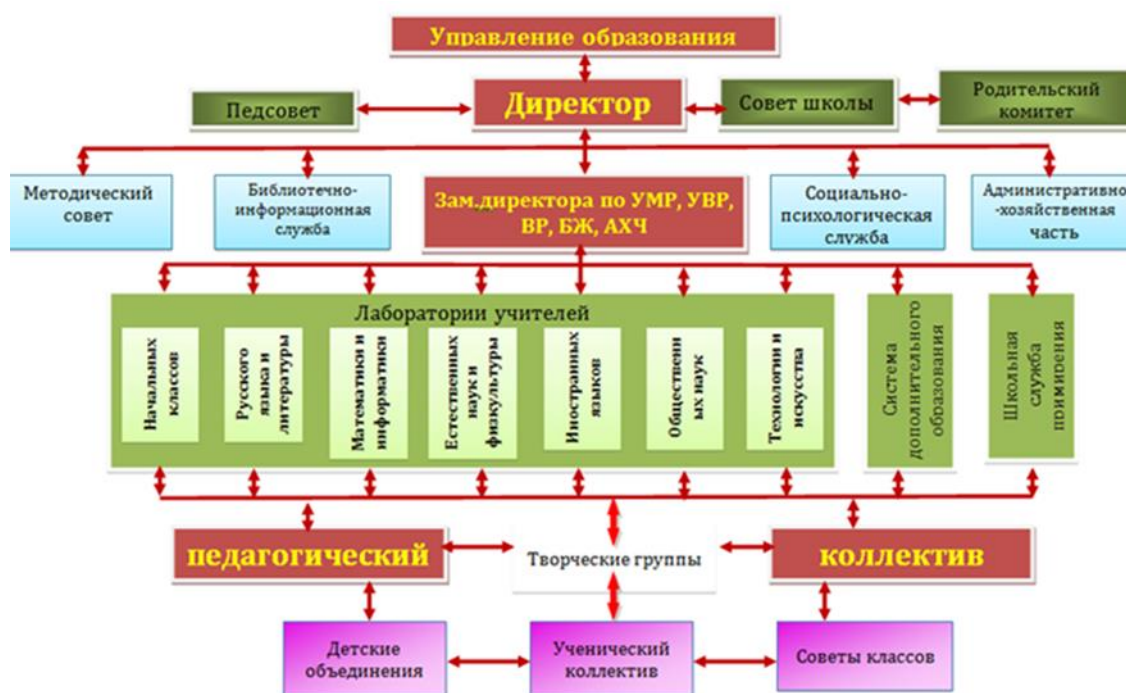 Управление образования
Педсовет
Директор
Совет школы
Родительский
комитет
Методический
совет
Библиотечно-
информационная
служба
Зам.директора по УМР, УВР,
ВР, БЖ, АХЧ
Социально-
психологическая
служба
Административно
-хозяйственная
часть
Лаборатории учителей
Начальных
классов
Русского
языка и
литературы
Математики и
информатики
Естественных
наук и
физкультуры
Иностранных
языков
Общественн
ых наук
Технологии и
искусства
Система
дополнительного
образования
Школьная
служба
примирения
педагогический
Творческие группы
коллектив
Детские
объединения
Ученический
коллектив
Советы классов